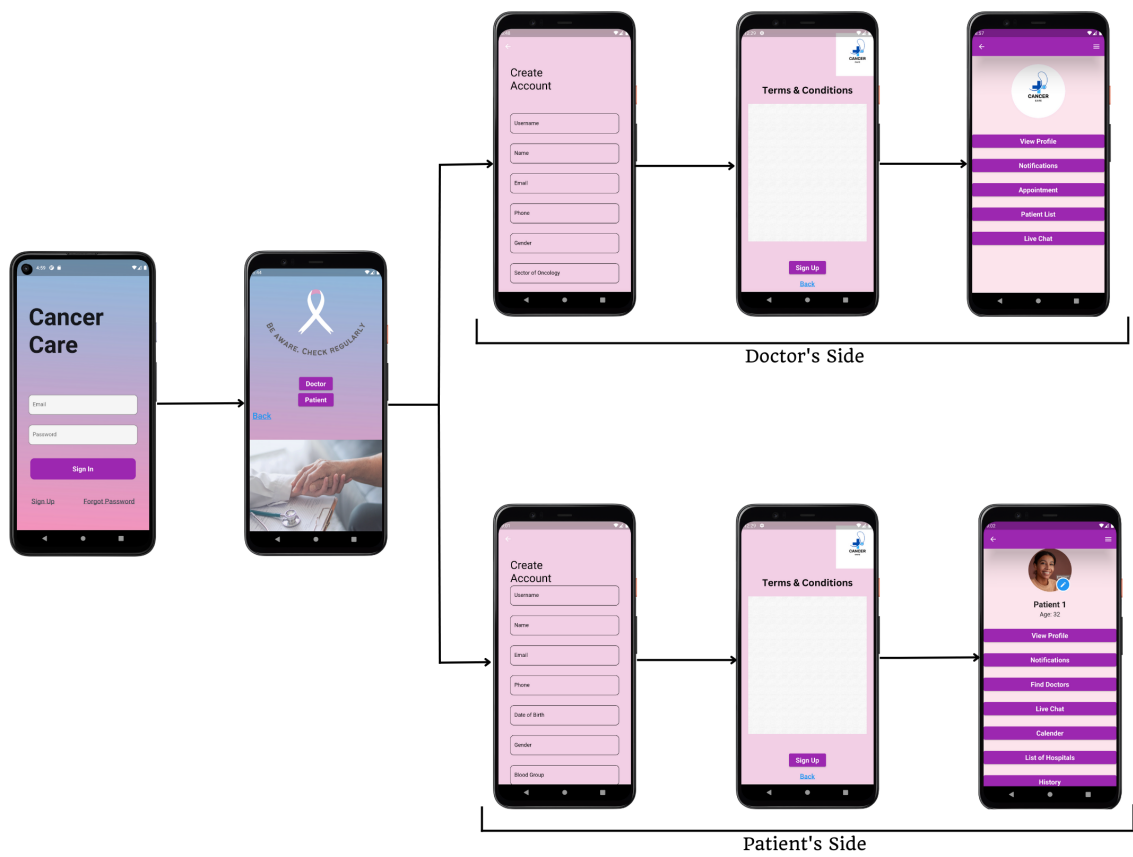 4:59
Cancer
Care
Email
Password
Sign In
Sign Up
Forgot Password
BE AWARE. CHECK REGULARLY
Doctor
Patient
Back
Create
Account
Username
Name
Email
Phone
Gender
Sector of Oncology
Terms & Conditions
CANCER
Sign Up
Back
CANCER
View Profile
Notifications
Appointment
Patient List
Live Chat
Doctor's Side
Create
Account
Username
Name
Email
Phone
Date of Birth
Gender
Blood Group
Terms & Conditions
CANCER
Sign Up
Back
Patient 1
Age: 32
View Profile
Notifications
Find Doctors
Live Chat
Calender
List of Hospitals
History
Patient's Side